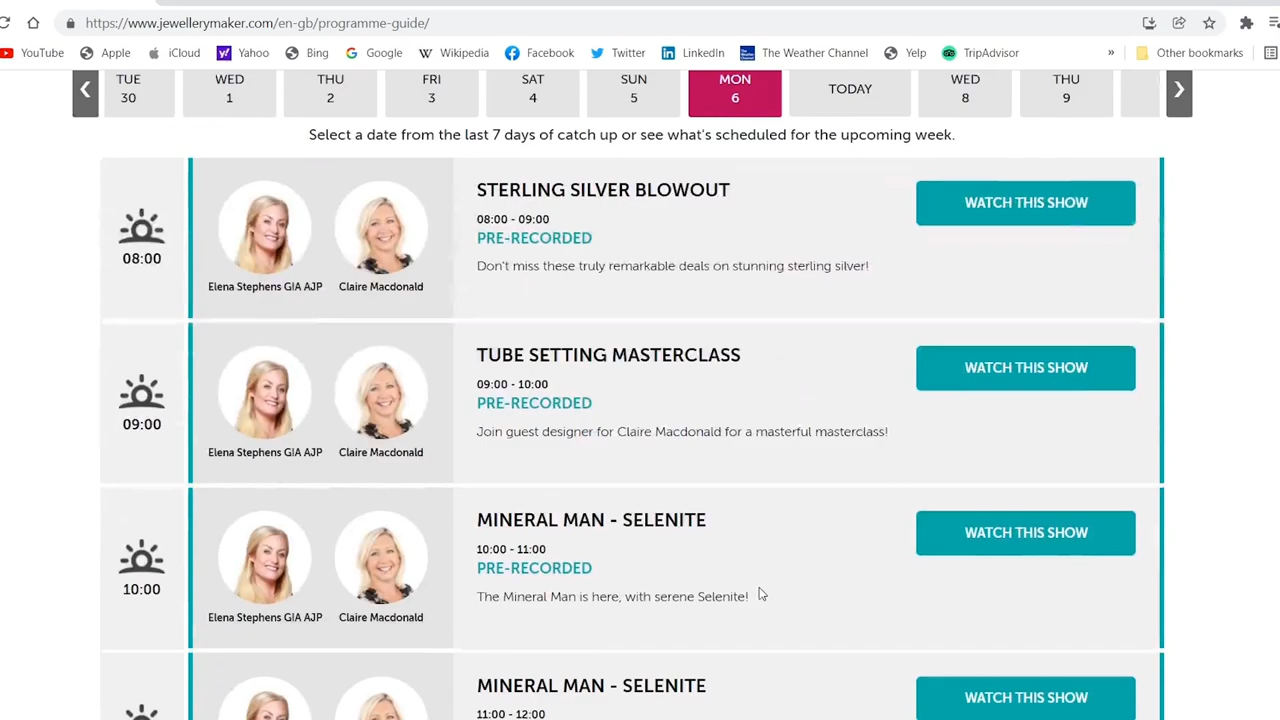 https://www.jewellerymaker.com/en-gb/programme-guide/
YouTube Apple iCloud Yahoo Bing Google Wikipedia Facebook Twitter LinkedIn The Weather Channel Yelp TripAdvisor » Other bookmarks
TUE WED THU FRI SAT SUN MON TODAY WED THU
30 1 2 3 4 5 6 8 9
Select a date from the last 7 days of catch up or see what's scheduled for the upcoming week.
08:00
Elena Stephens GIA AJP Claire Macdonald
STERLING SILVER BLOWOUT
08:00 - 09:00
PRE-RECORDED
Don't miss these truly remarkable deals on stunning sterling silver!
WATCH THIS SHOW
09:00
Elena Stephens GIA AJP Claire Macdonald
TUBE SETTING MASTERCLASS
09:00 - 10:00
PRE-RECORDED
Join guest designer for Claire Macdonald for a masterful masterclass!
WATCH THIS SHOW
10:00
Elena Stephens GIA AJP Claire Macdonald
MINERAL MAN - SELENITE
10:00 - 11:00
PRE-RECORDED
The Mineral Man is here, with serene Selenite!
WATCH THIS SHOW
MINERAL MAN - SELENITE
11:00 - 12:00
WATCH THIS SHOW